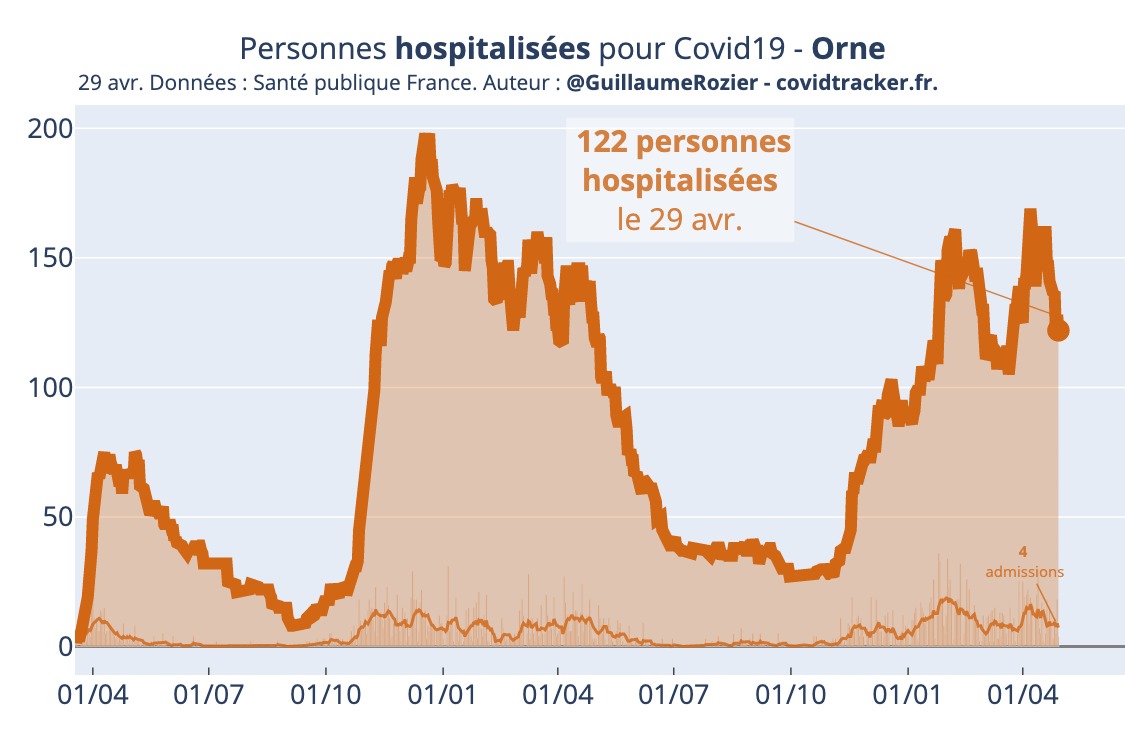 Personnes hospitalisées pour Covid19 - Orne
29 avr. Données : Santé publique France. Auteur : @GuillaumeRozier - covidtracker.fr.
200
122 personnes
hospitalisées
le 29 avr.
150
100
50
4
admissions
0
01/04 01/07 01/10 01/01 01/04 01/07 01/10 01/01 01/04